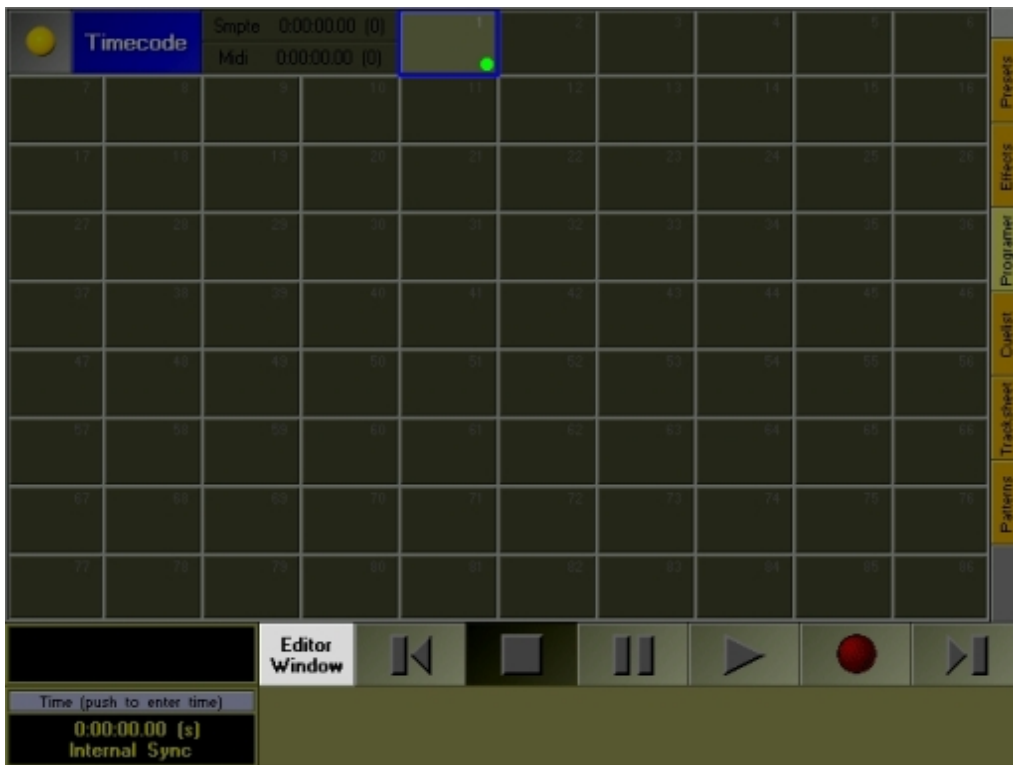 Timecode
Smpte 0:00:00.00 (0)
Midi 0:00:00.00 (0)
1 2 3 4 5 6
7 8 9 10 11 12 13 14 15 16
17 18 19 20 21 22 23 24 25 26
27 28 29 30 31 32 33 34 35 36
37 38 39 40 41 42 43 44 45 46
47 48 49 50 51 52 53 54 55 56
57 58 59 60 61 62 63 64 65 66
67 68 69 70 71 72 73 74 75 76
77 78 79 80 81 82 83 84 85 86
Presets
Effects
Programer
Cuelist
Tracksheet
Patterns
Editor
Window
Time (push to enter time)
0:00:00.00 (s)
Internal Sync